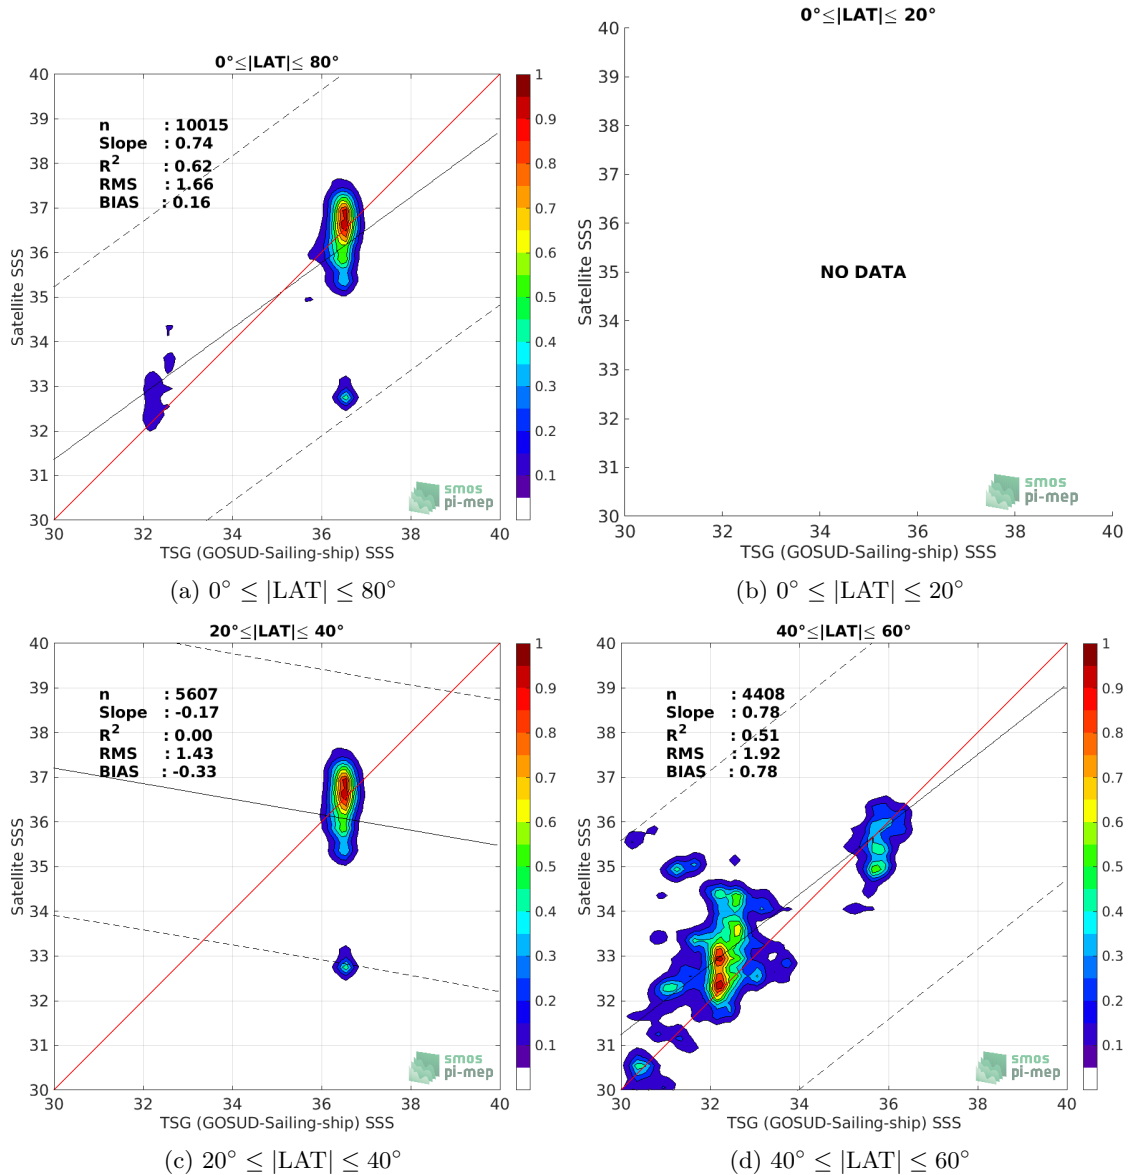 0°≤|LAT|≤ 80°
40
39
38
37
36
35
34
33
32
31
30
n : 10015
Slope : 0.74
R2 : 0.62
RMS : 1.66
BIAS : 0.16
Satellite SSS
30 32 34 36 38 40
TSG (GOSUD-Sailing-ship) SSS
smos
pi-mep
1
0.9
0.8
0.7
0.6
0.5
0.4
0.3
0.2
0.1
(a) 0° ≤ |LAT| ≤ 80°
0°≤|LAT|≤ 20°
40
39
38
37
36
35
34
33
32
31
30
NO DATA
Satellite SSS
30 32 34 36 38 40
TSG (GOSUD-Sailing-ship) SSS
smos
pi-mep
(b) 0° ≤ |LAT| ≤ 20°
20°≤|LAT|≤ 40°
40
39
38
37
36
35
34
33
32
31
30
n : 5607
Slope : -0.17
R2 : 0.00
RMS : 1.43
BIAS : -0.33
Satellite SSS
30 32 34 36 38 40
TSG (GOSUD-Sailing-ship) SSS
smos
pi-mep
1
0.9
0.8
0.7
0.6
0.5
0.4
0.3
0.2
0.1
(c) 20° ≤ |LAT| ≤ 40°
40°≤|LAT|≤ 60°
40
39
38
37
36
35
34
33
32
31
30
n : 4408
Slope : 0.78
R2 : 0.51
RMS : 1.92
BIAS : 0.78
Satellite SSS
30 32 34 36 38 40
TSG (GOSUD-Sailing-ship) SSS
smos
pi-mep
1
0.9
0.8
0.7
0.6
0.5
0.4
0.3
0.2
0.1
(d) 40° ≤ |LAT| ≤ 60°